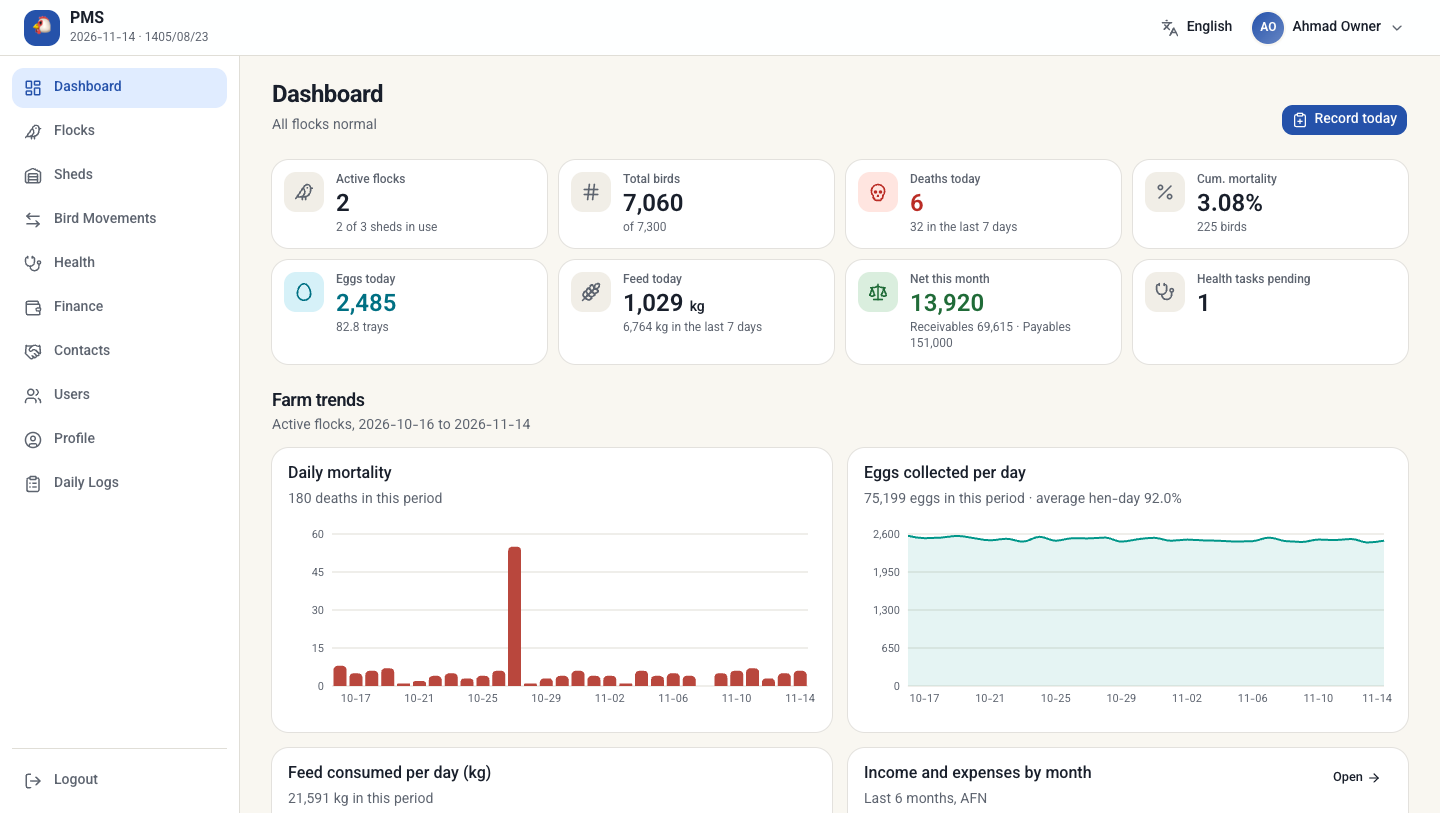 PMS
2026-11-14 · 1405/08/23
English
AO
Ahmad Owner
Dashboard
Flocks
Sheds
Bird Movements
Health
Finance
Contacts
Users
Profile
Daily Logs
Logout
Dashboard
All flocks normal
Record today
Active flocks
2
2 of 3 sheds in use
Total birds
7,060
of 7,300
Deaths today
6
32 in the last 7 days
Cum. mortality
3.08%
225 birds
Eggs today
2,485
82.8 trays
Feed today
1,029 kg
6,764 kg in the last 7 days
Net this month
13,920
Receivables 69,615 · Payables
151,000
Health tasks pending
1
Farm trends
Active flocks, 2026-10-16 to 2026-11-14
Daily mortality
180 deaths in this period
60
45
30
15
0
10-17 10-21 10-25 10-29 11-02 11-06 11-10 11-14
Eggs collected per day
75,199 eggs in this period · average hen-day 92.0%
2,600
1,950
1,300
650
0
10-17 10-21 10-25 10-29 11-02 11-06 11-10 11-14
Feed consumed per day (kg)
21,591 kg in this period
Income and expenses by month
Last 6 months, AFN
Open